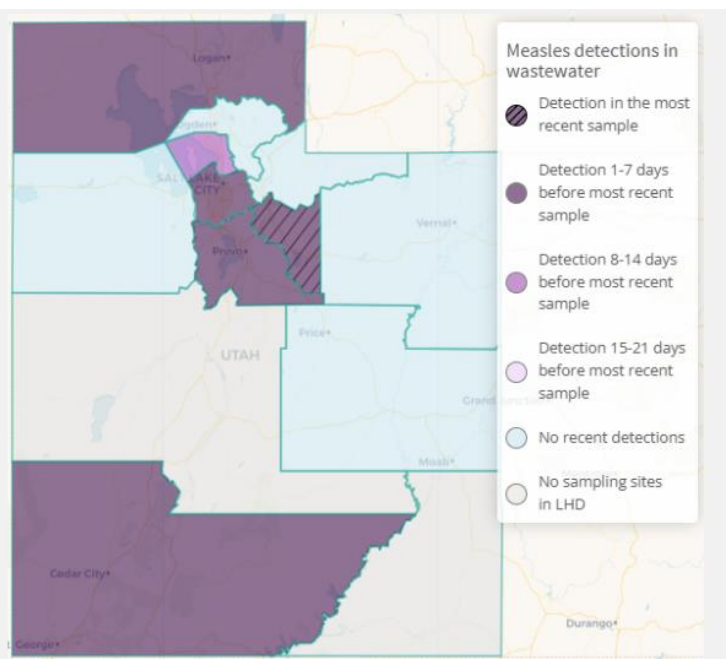 Measles detections in
wastewater
Detection in the most
recent sample
Detection 1-7 days
before most recent
sample
Detection 8-14 days
before most recent
sample
Detection 15-21 days
before most recent
sample
No recent detections
No sampling sites
in LHD
Logan
Ogden
SALT LAKE
CITY
Vernal
Provo
Price
UTAH
Grand Junction
Moab
Cedar City
George
Durango